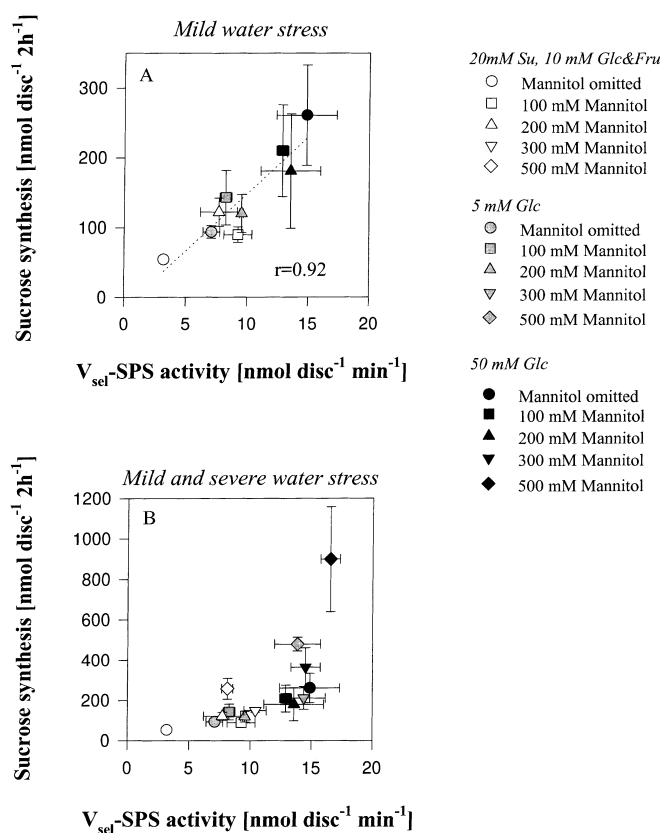 Mild water stress
A
Sucrose synthesis [nmol disc⁻¹ 2h⁻¹]
300
200
100
0
r=0.92
0 5 10 15 20
V_sel-SPS activity [nmol disc⁻¹ min⁻¹]
20mM Su, 10 mM Glc&Fru
Mannitol omitted
100 mM Mannitol
200 mM Mannitol
300 mM Mannitol
500 mM Mannitol
5 mM Glc
Mannitol omitted
100 mM Mannitol
200 mM Mannitol
300 mM Mannitol
500 mM Mannitol
50 mM Glc
Mannitol omitted
100 mM Mannitol
200 mM Mannitol
300 mM Mannitol
500 mM Mannitol
Mild and severe water stress
B
Sucrose synthesis [nmol disc⁻¹ 2h⁻¹]
1200
1000
800
600
400
200
0
0 5 10 15 20
V_sel-SPS activity [nmol disc⁻¹ min⁻¹]